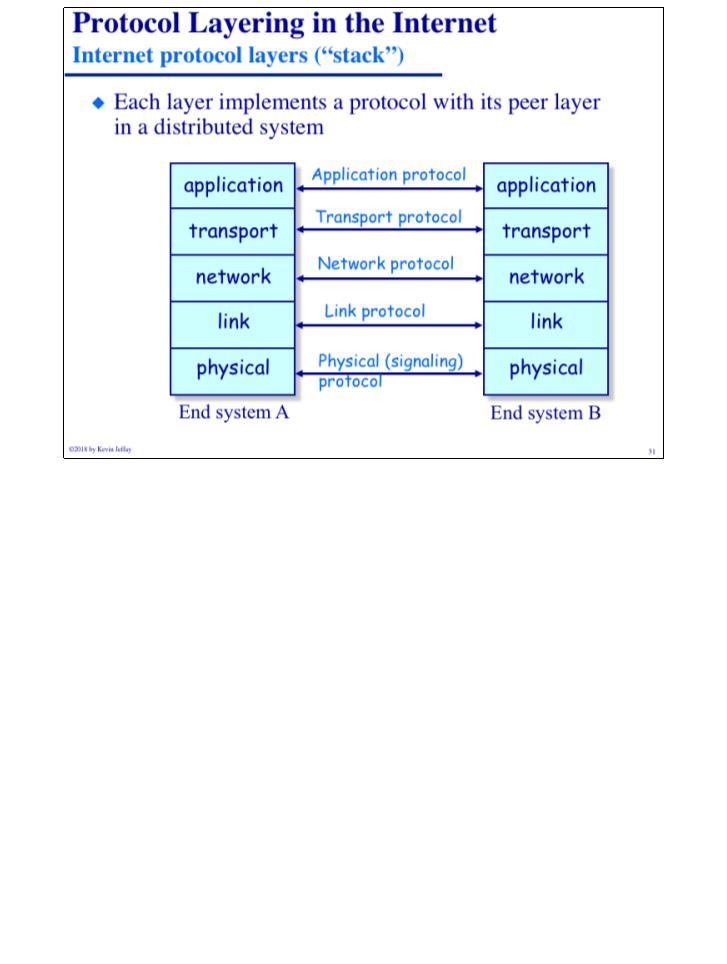 Protocol Layering in the Internet
Internet protocol layers (“stack”)
◆ Each layer implements a protocol with its peer layer
in a distributed system
application
Application protocol
application
transport
Transport protocol
transport
network
Network protocol
network
link
Link protocol
link
physical
Physical (signaling)
protocol
physical
End system A
End system B
©2018 by Kevin Jeffay
31